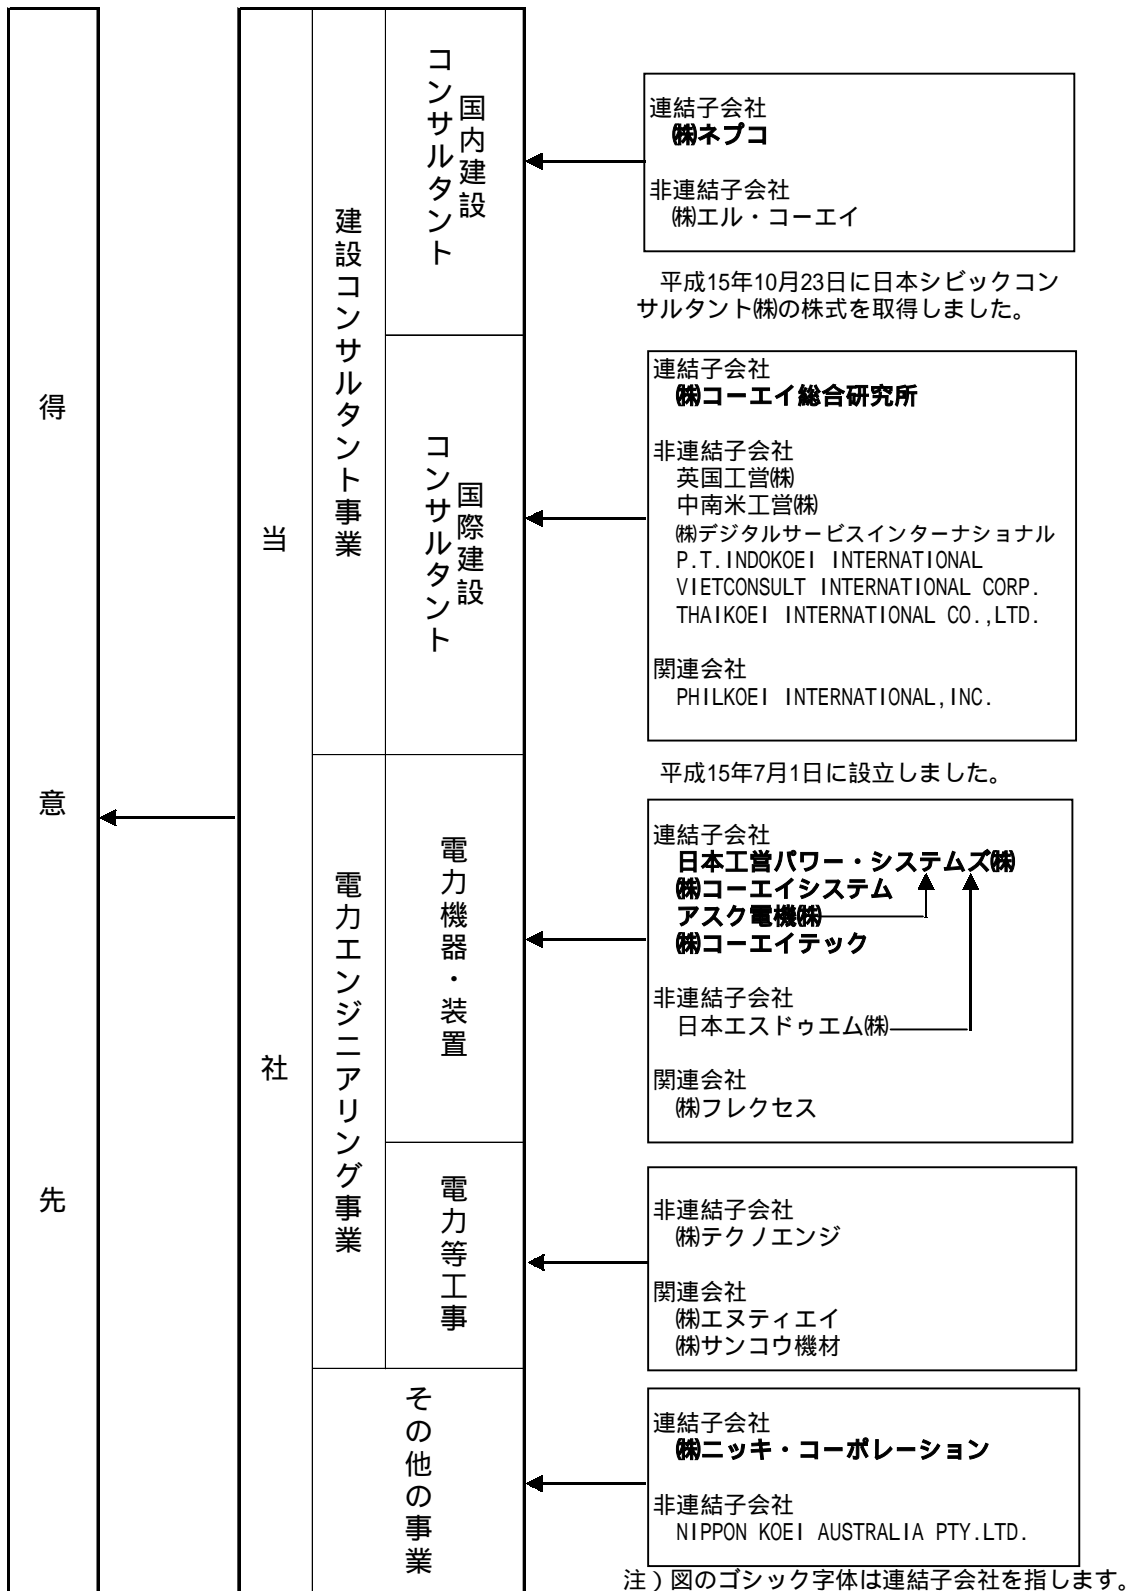 得意先
当社
建設コンサルタント事業
国内建設
コンサルタント
連結子会社
㈱ネプコ
非連結子会社
㈱エル・コーエイ
平成15年10月23日に日本シビックコン
サルタント㈱の株式を取得しました。
国際建設
コンサルタント
連結子会社
㈱コーエイ総合研究所
非連結子会社
英国工営㈱
中南米工営㈱
㈱デジタルサービスインターナショナル
P.T.INDOKOEI INTERNATIONAL
VIETCONSULT INTERNATIONAL CORP.
THAIKOEI INTERNATIONAL CO.,LTD.
関連会社
PHILKOEI INTERNATIONAL,INC.
平成15年7月1日に設立しました。
電力エンジニアリング事業
電力機器・装置
連結子会社
日本工営パワー・システムズ㈱
㈱コーエイシステム
アスク電機㈱
㈱コーエイテック
非連結子会社
日本エスドゥエム㈱
関連会社
㈱フレクセス
電力等工事
非連結子会社
㈱テクノエンジ
関連会社
㈱エヌティエイ
㈱サンコウ機材
その他の事業
連結子会社
㈱ニッキ・コーポレーション
非連結子会社
NIPPON KOEI AUSTRALIA PTY.LTD.
注）図のゴシック字体は連結子会社を指します。